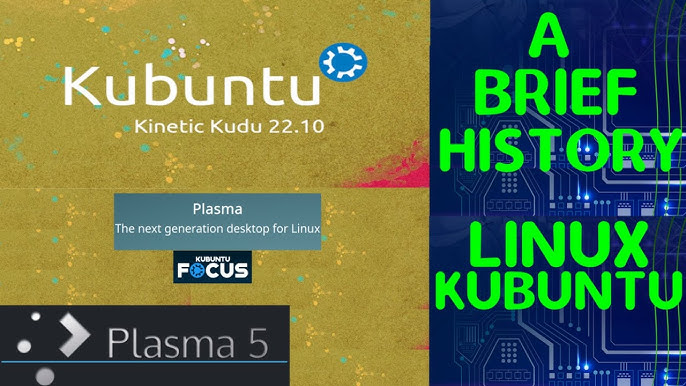 Kubuntu
Kinetic Kudu 22.10
Plasma
The next generation desktop for Linux
KUBUNTU
FOCUS
Plasma 5
A
BRIEF
HISTORY
LINUX
KUBUNTU